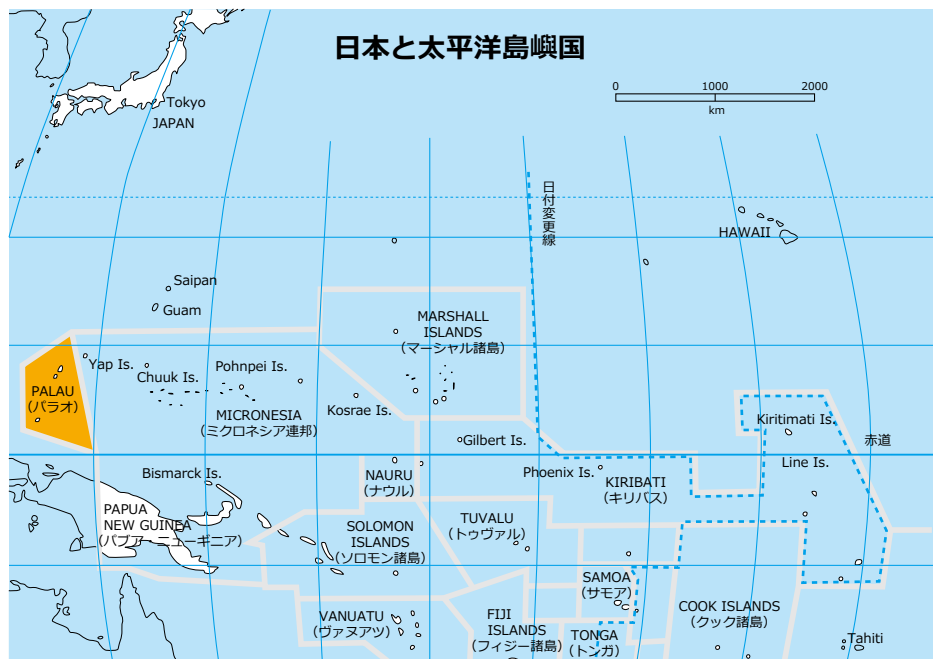 日本と太平洋島嶼国
0 1000 2000
km
Tokyo
JAPAN
日付変更線
HAWAII
Saipan
Guam
MARSHALL
ISLANDS
(マーシャル諸島)
Yap Is.
Chuuk Is.
Pohnpei Is.
PALAU
(パラオ)
Kosrae Is.
MICRONESIA
(ミクロネシア連邦)
Kiritimati Is.
Gilbert Is.
赤道
Bismarck Is.
NAURU
(ナウル)
Phoenix Is.
Line Is.
KIRIBATI
(キリバス)
PAPUA
NEW GUINEA
(パプア・ニューギニア)
SOLOMON
ISLANDS
(ソロモン諸島)
TUVALU
(トゥヴァル)
SAMOA
(サモア)
VANUATU
(ヴァヌアツ)
FIJI
ISLANDS
(フィジー諸島)
TONGA
(トンガ)
COOK ISLANDS
(クック諸島)
Tahiti